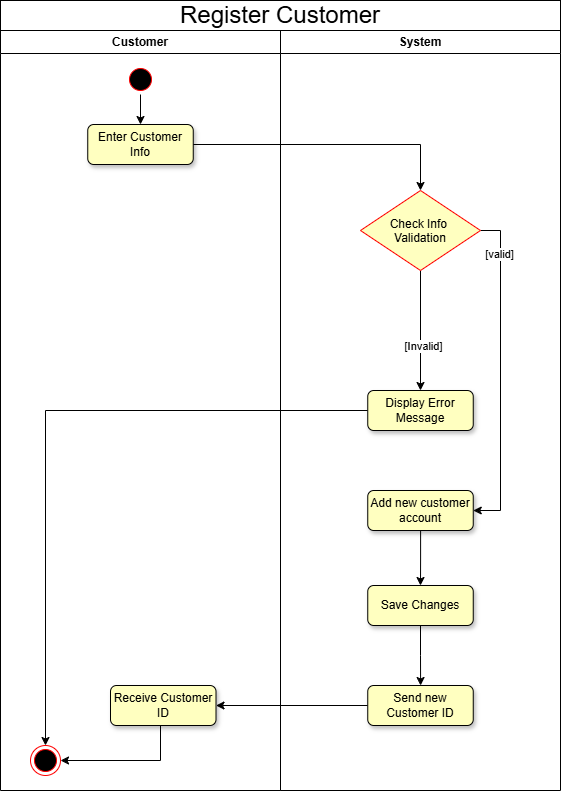 Register Customer
Customer
System
Enter Customer
Info
Check Info
Validation
[valid]
[Invalid]
Display Error
Message
Add new customer
account
Save Changes
Receive Customer
ID
Send new
Customer ID